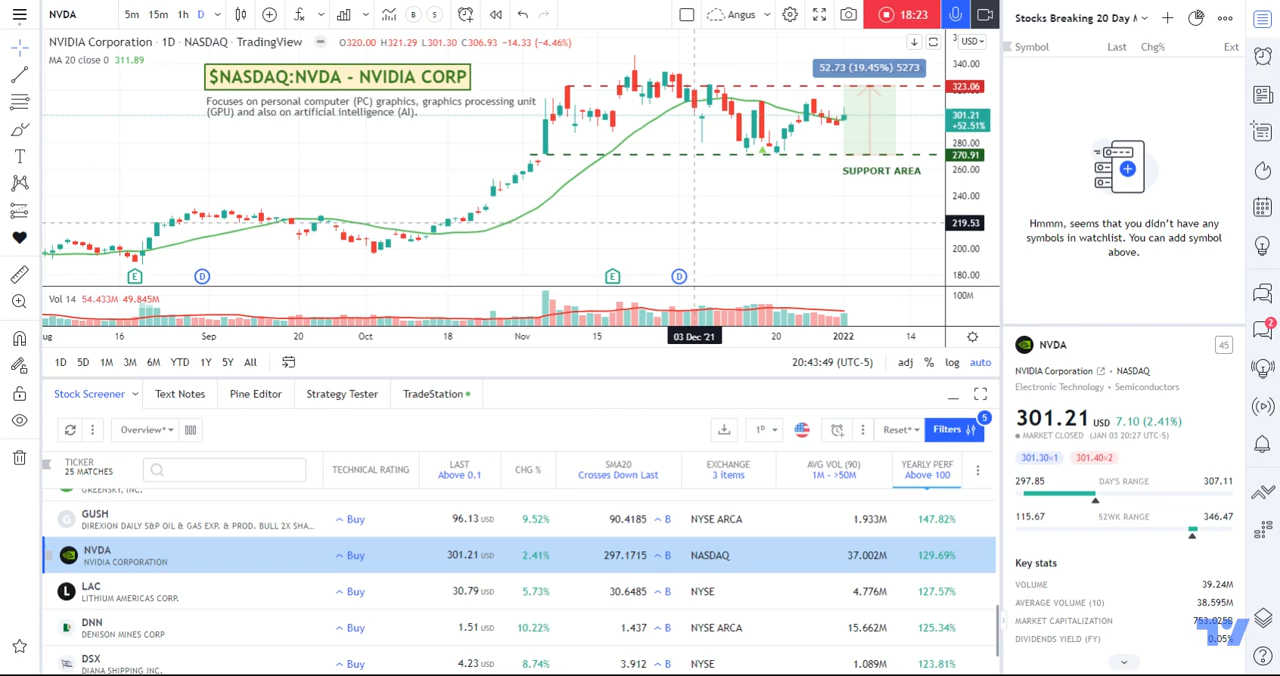 NVDA 5m 15m 1h D B S Angus 18:23
NVIDIA Corporation · 1D · NASDAQ · TradingView O320.00 H321.29 L301.30 C306.93 −14.33 (−4.46%) USD
MA 20 close 0 311.89
$NASDAQ:NVDA - NVIDIA CORP
Focuses on personal computer (PC) graphics, graphics processing unit
(GPU) and also on artificial intelligence (AI).
52.73 (19.45%) 5273
SUPPORT AREA
340.00
323.06
301.21
+52.51%
280.00
270.91
260.00
240.00
219.53
200.00
180.00
E D E D
Vol 14 54.433M 49.845M
100M
ug 16 Sep 20 Oct 18 Nov 15 03 Dec '21 20 2022 14
1D 5D 1M 3M 6M YTD 1Y 5Y All 20:43:49 (UTC-5) adj % log auto
Stock Screener Text Notes Pine Editor Strategy Tester TradeStation
Overview* 1D Reset* Filters 5
TICKER
25 MATCHES
TECHNICAL RATING
LAST
Above 0.1
CHG %
SMA20
Crosses Down Last
EXCHANGE
3 items
AVG VOL (90)
1M - >50M
YEARLY PERF
Above 100
GREENSKY, INC.
G GUSH
DIREXION DAILY S&P OIL & GAS EXP. & PROD. BULL 2X SHA...
Buy 96.13 USD 9.52% 90.4185 B NYSE ARCA 1.933M 147.82%
NVDA
NVIDIA CORPORATION
Buy 301.21 USD 2.41% 297.1715 B NASDAQ 37.002M 129.69%
L LAC
LITHIUM AMERICAS CORP.
Buy 30.79 USD 5.73% 30.6485 B NYSE 4.776M 127.57%
DNN
DENISON MINES CORP
Buy 1.51 USD 10.22% 1.437 B NYSE ARCA 15.662M 125.34%
DSX
DIANA SHIPPING INC.
Buy 4.23 USD 8.74% 3.912 B NYSE 1.089M 123.81%
Stocks Breaking 20 Day
Symbol Last Chg% Ext
Hmmm, seems that you didn't have any
symbols in watchlist. You can add symbol
above.
2
NVDA 45
NVIDIA Corporation · NASDAQ
Electronic Technology · Semiconductors
301.21 USD 7.10 (2.41%)
MARKET CLOSED (JAN 03 20:27 UTC-5)
301.30×1 301.40×2
297.85 DAY'S RANGE 307.11
115.67 52WK RANGE 346.47
Key stats
VOLUME 39.24M
AVERAGE VOLUME (10) 38.595M
MARKET CAPITALIZATION 753.025B
DIVIDENDS YIELD (FY) 0.05%